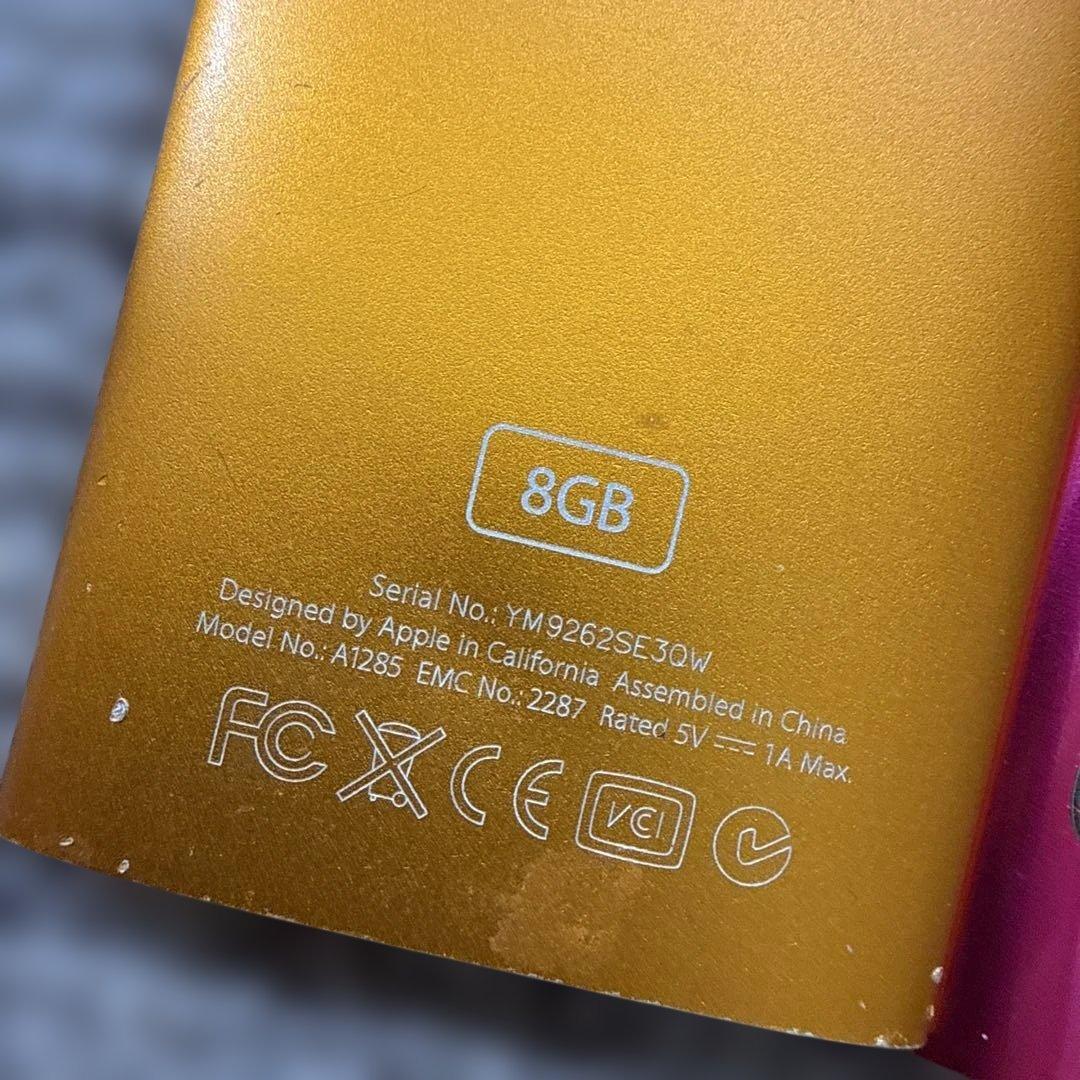 8GB
Serial No.: YM9262SE3QW
Designed by Apple in California Assembled in China
Model No.: A1285 EMC No.: 2287 Rated 5V ⎓ 1A Max.
FC CE VCI